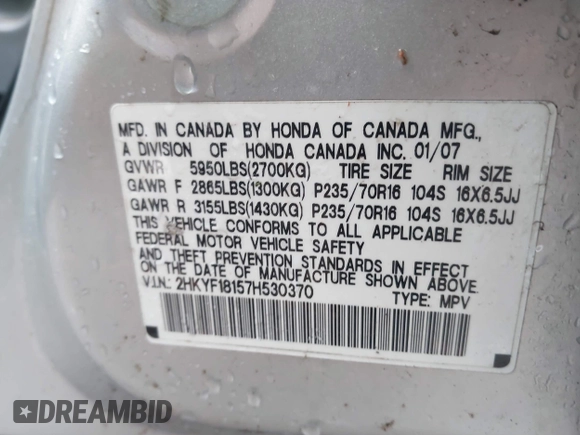 MFD. IN CANADA BY HONDA OF CANADA MFG.,
A DIVISION OF HONDA CANADA INC. 01/07
GVWR 5950LBS(2700KG) TIRE SIZE RIM SIZE
GAWR F 2865LBS(1300KG) P235/70R16 104S 16X6.5JJ
GAWR R 3155LBS(1430KG) P235/70R16 104S 16X6.5JJ
THIS VEHICLE CONFORMS TO ALL APPLICABLE
FEDERAL MOTOR VEHICLE SAFETY
AND THEFT PREVENTION STANDARDS IN EFFECT
ON THE DATE OF MANUFACTURE SHOWN ABOVE.
V.I.N.: 2HKYF18157H530370 TYPE: MPV
DREAMBID